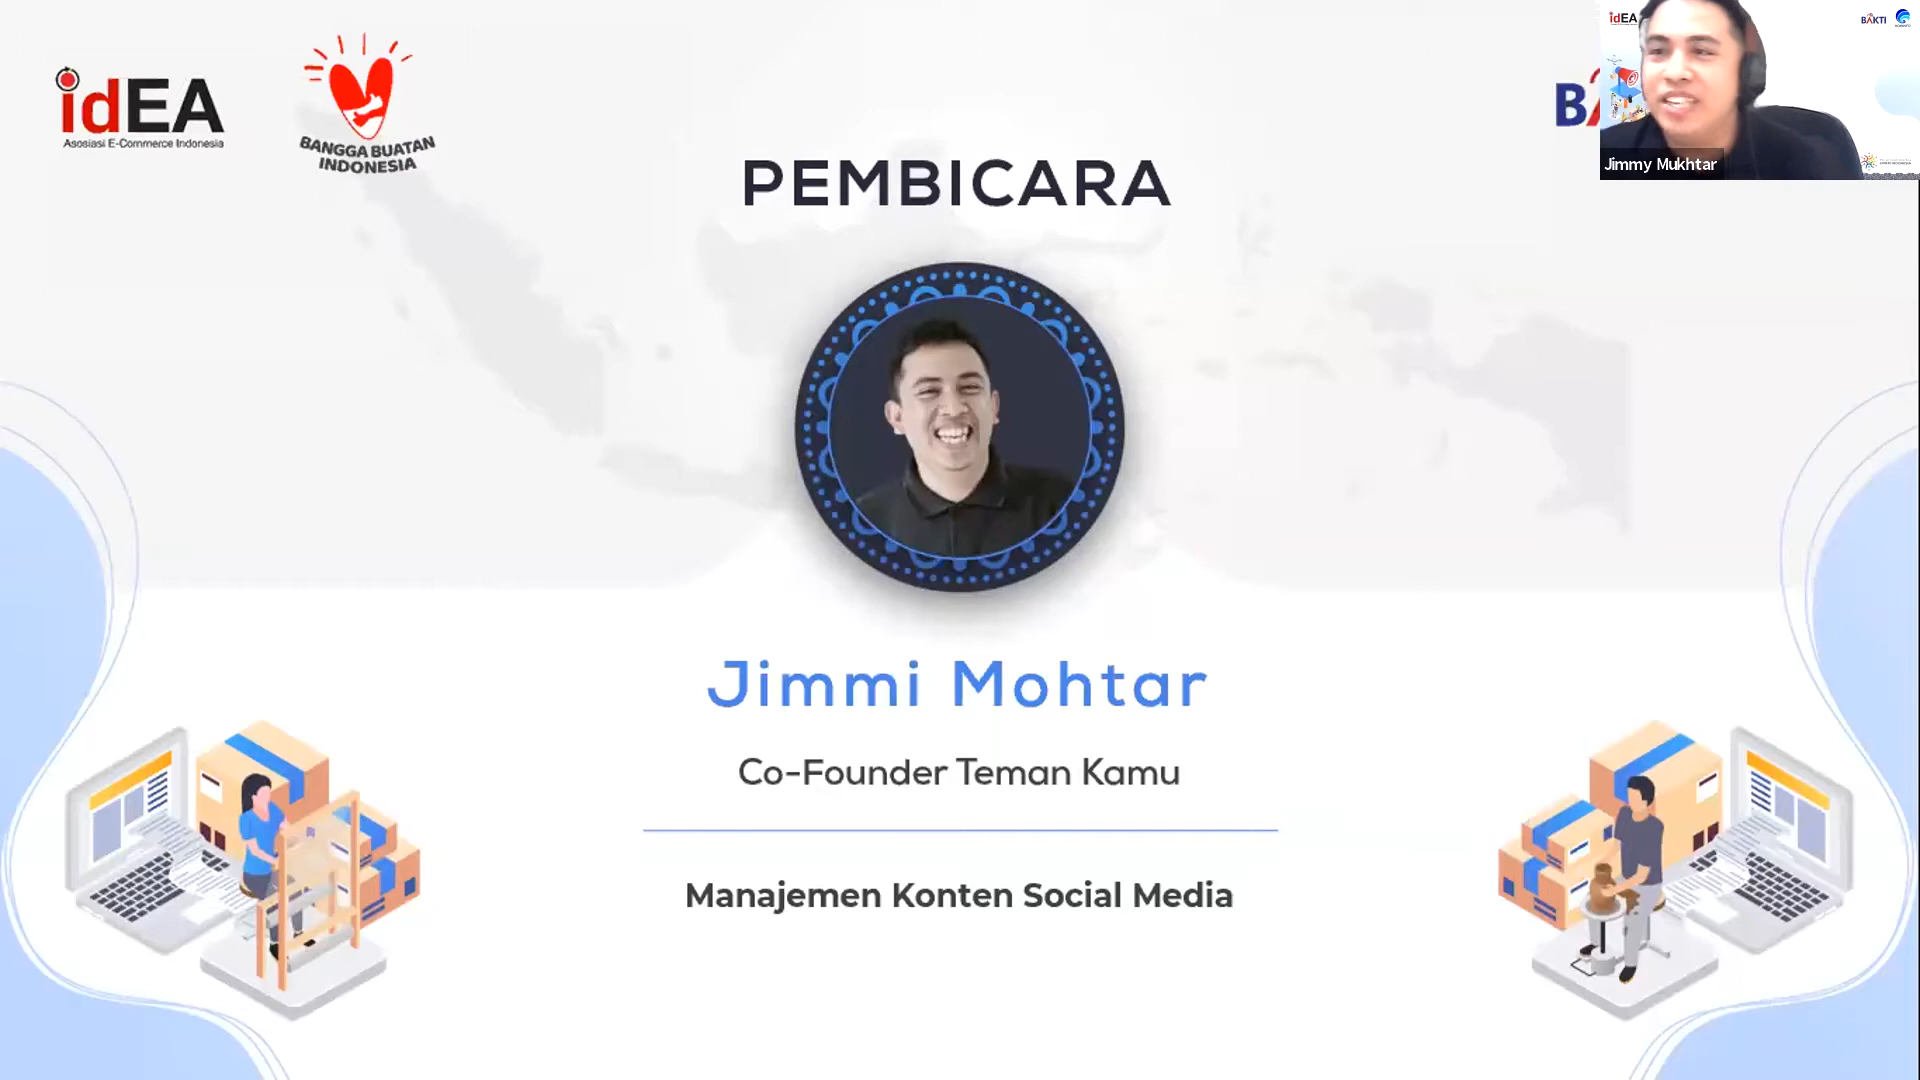 idEA
Asosiasi E-Commerce Indonesia
BANGGA BUATAN
INDONESIA
idEA
BAKTI
Jimmy Mukhtar
PEMBICARA
Jimmi Mohtar
Co-Founder Teman Kamu
Manajemen Konten Social Media